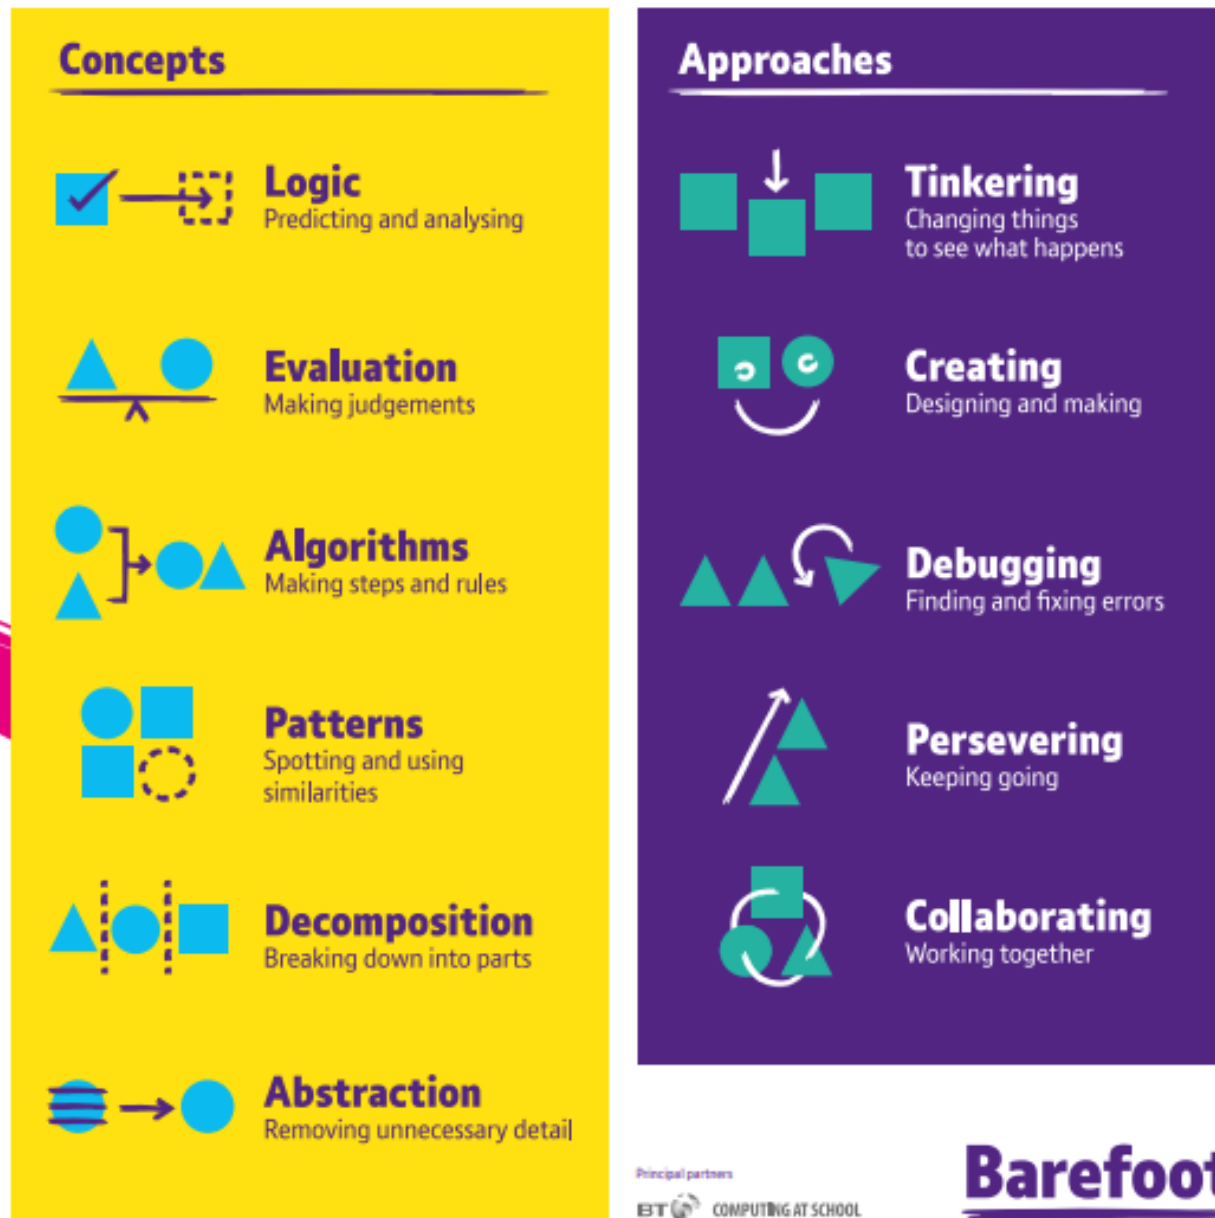 Concepts
Logic
Predicting and analysing
Evaluation
Making judgements
Algorithms
Making steps and rules
Patterns
Spotting and using
similarities
Decomposition
Breaking down into parts
Abstraction
Removing unnecessary detail
Approaches
Tinkering
Changing things
to see what happens
Creating
Designing and making
Debugging
Finding and fixing errors
Persevering
Keeping going
Collaborating
Working together
Principal partners
BT COMPUTING AT SCHOOL
Barefoot